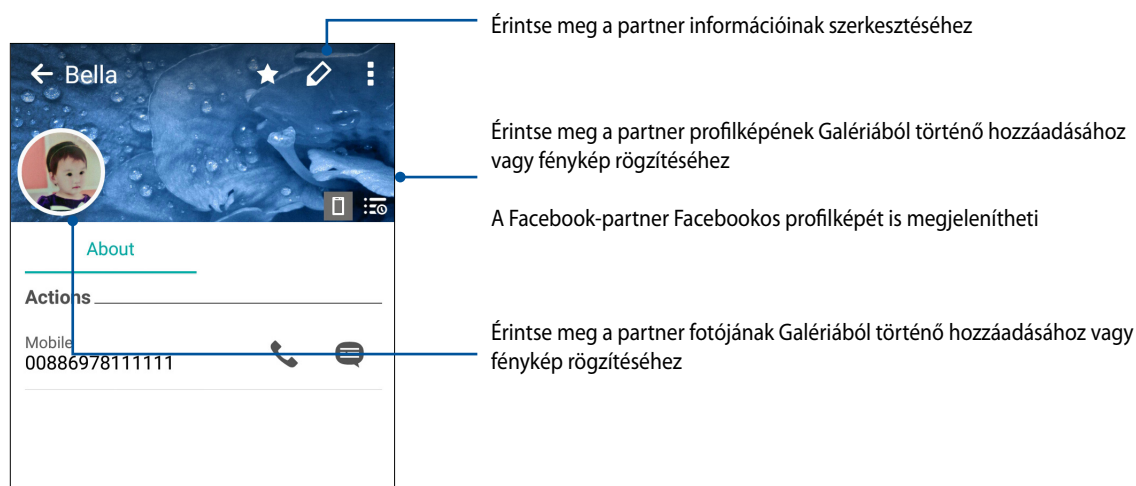 Érintse meg a partner információinak szerkesztéséhez
Bella
Érintse meg a partner profilképének Galériából történő hozzáadásához
vagy fénykép rögzítéséhez
A Facebook-partner Facebookos profilképét is megjelenítheti
About
Actions
Mobile
00886978111111
Érintse meg a partner fotójának Galériából történő hozzáadásához vagy
fénykép rögzítéséhez